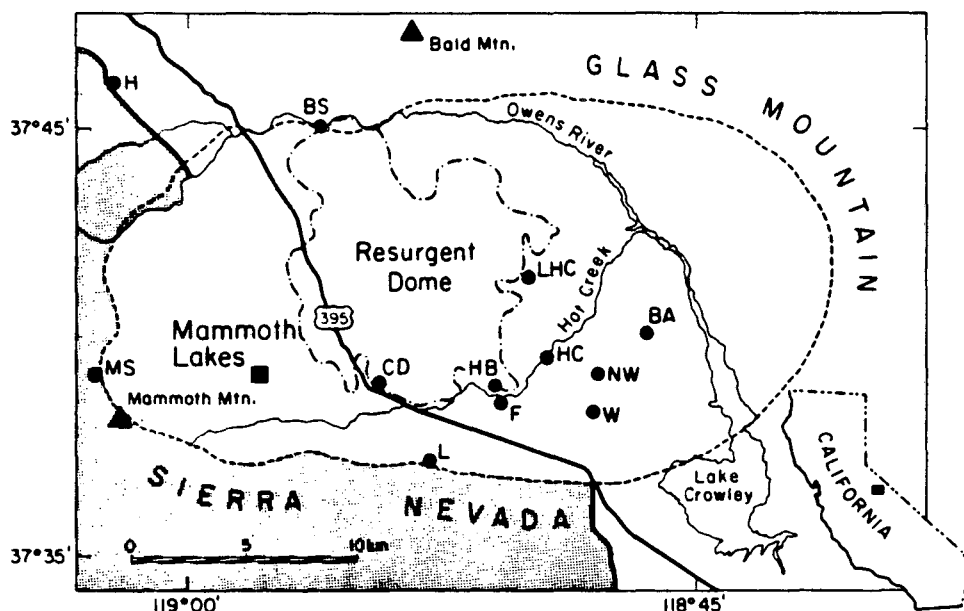 Bald Mtn.
GLASS MOUNTAIN
H
BS
37°45'
Owens River
Resurgent
Dome
LHC
Hot Creek
395
BA
Mammoth
Lakes
MS
CD
HB
HC
NW
Mammoth Mtn.
F
W
L
SIERRA NEVADA
Lake
Crowley
CALIFORNIA
37°35'
0 5 10 km
119°00'
118°45'